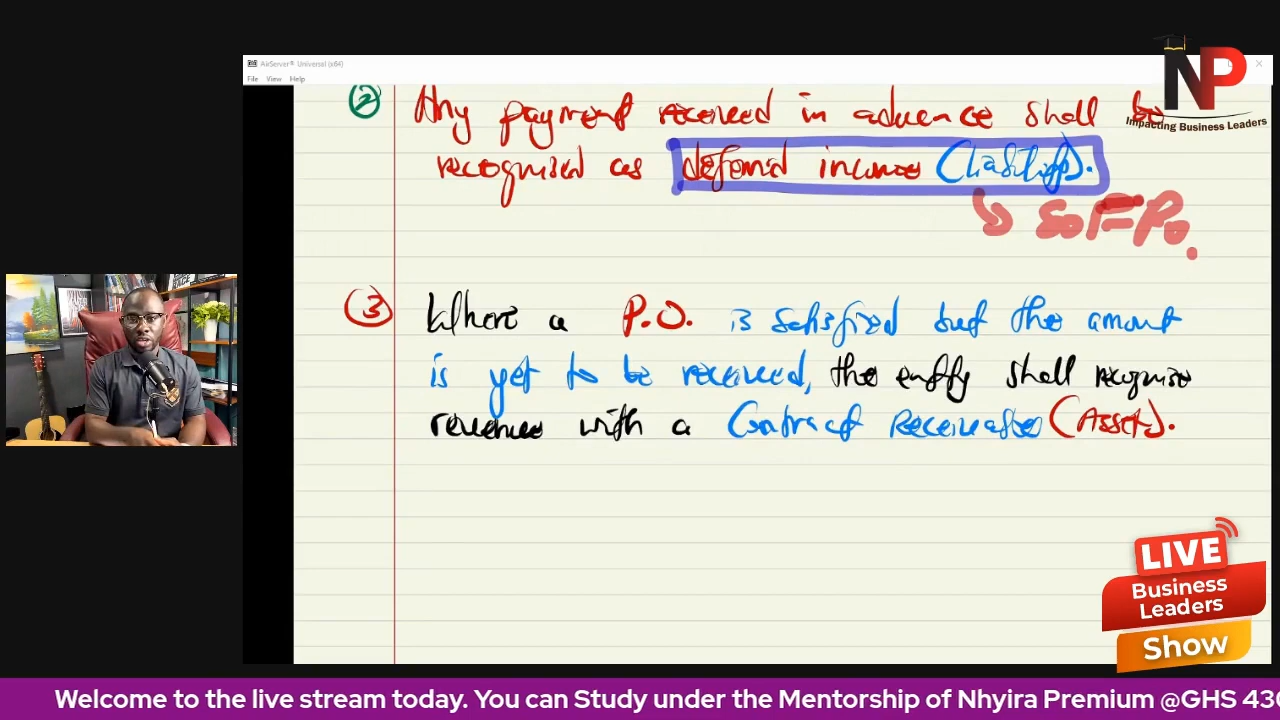 AirServer® Universal (x64)
File View Help
NP
Impacting Business Leaders
② Any payment received in advance shall be
recognised as deferred income (Liability).
↳ SOFPo.
③ Where a P.O. is satisfied but the amount
is yet to be received, the entity shall recognise
revenue with a Contract Receivable (Asset).
LIVE
Business
Leaders
Show
Welcome to the live stream today. You can Study under the Mentorship of Nhyira Premium @GHS 430